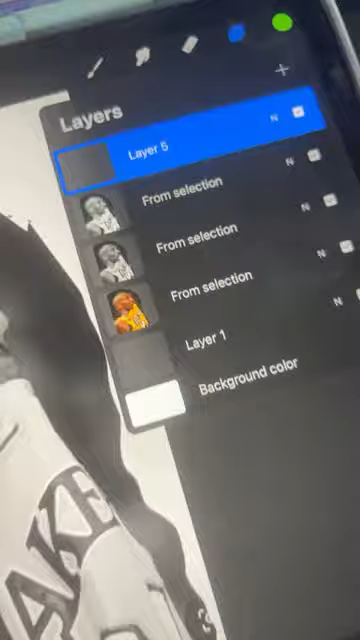 Layers
Layer 5
N
From selection
N
From selection
N
From selection
N
Layer 1
N
Background color
AKE